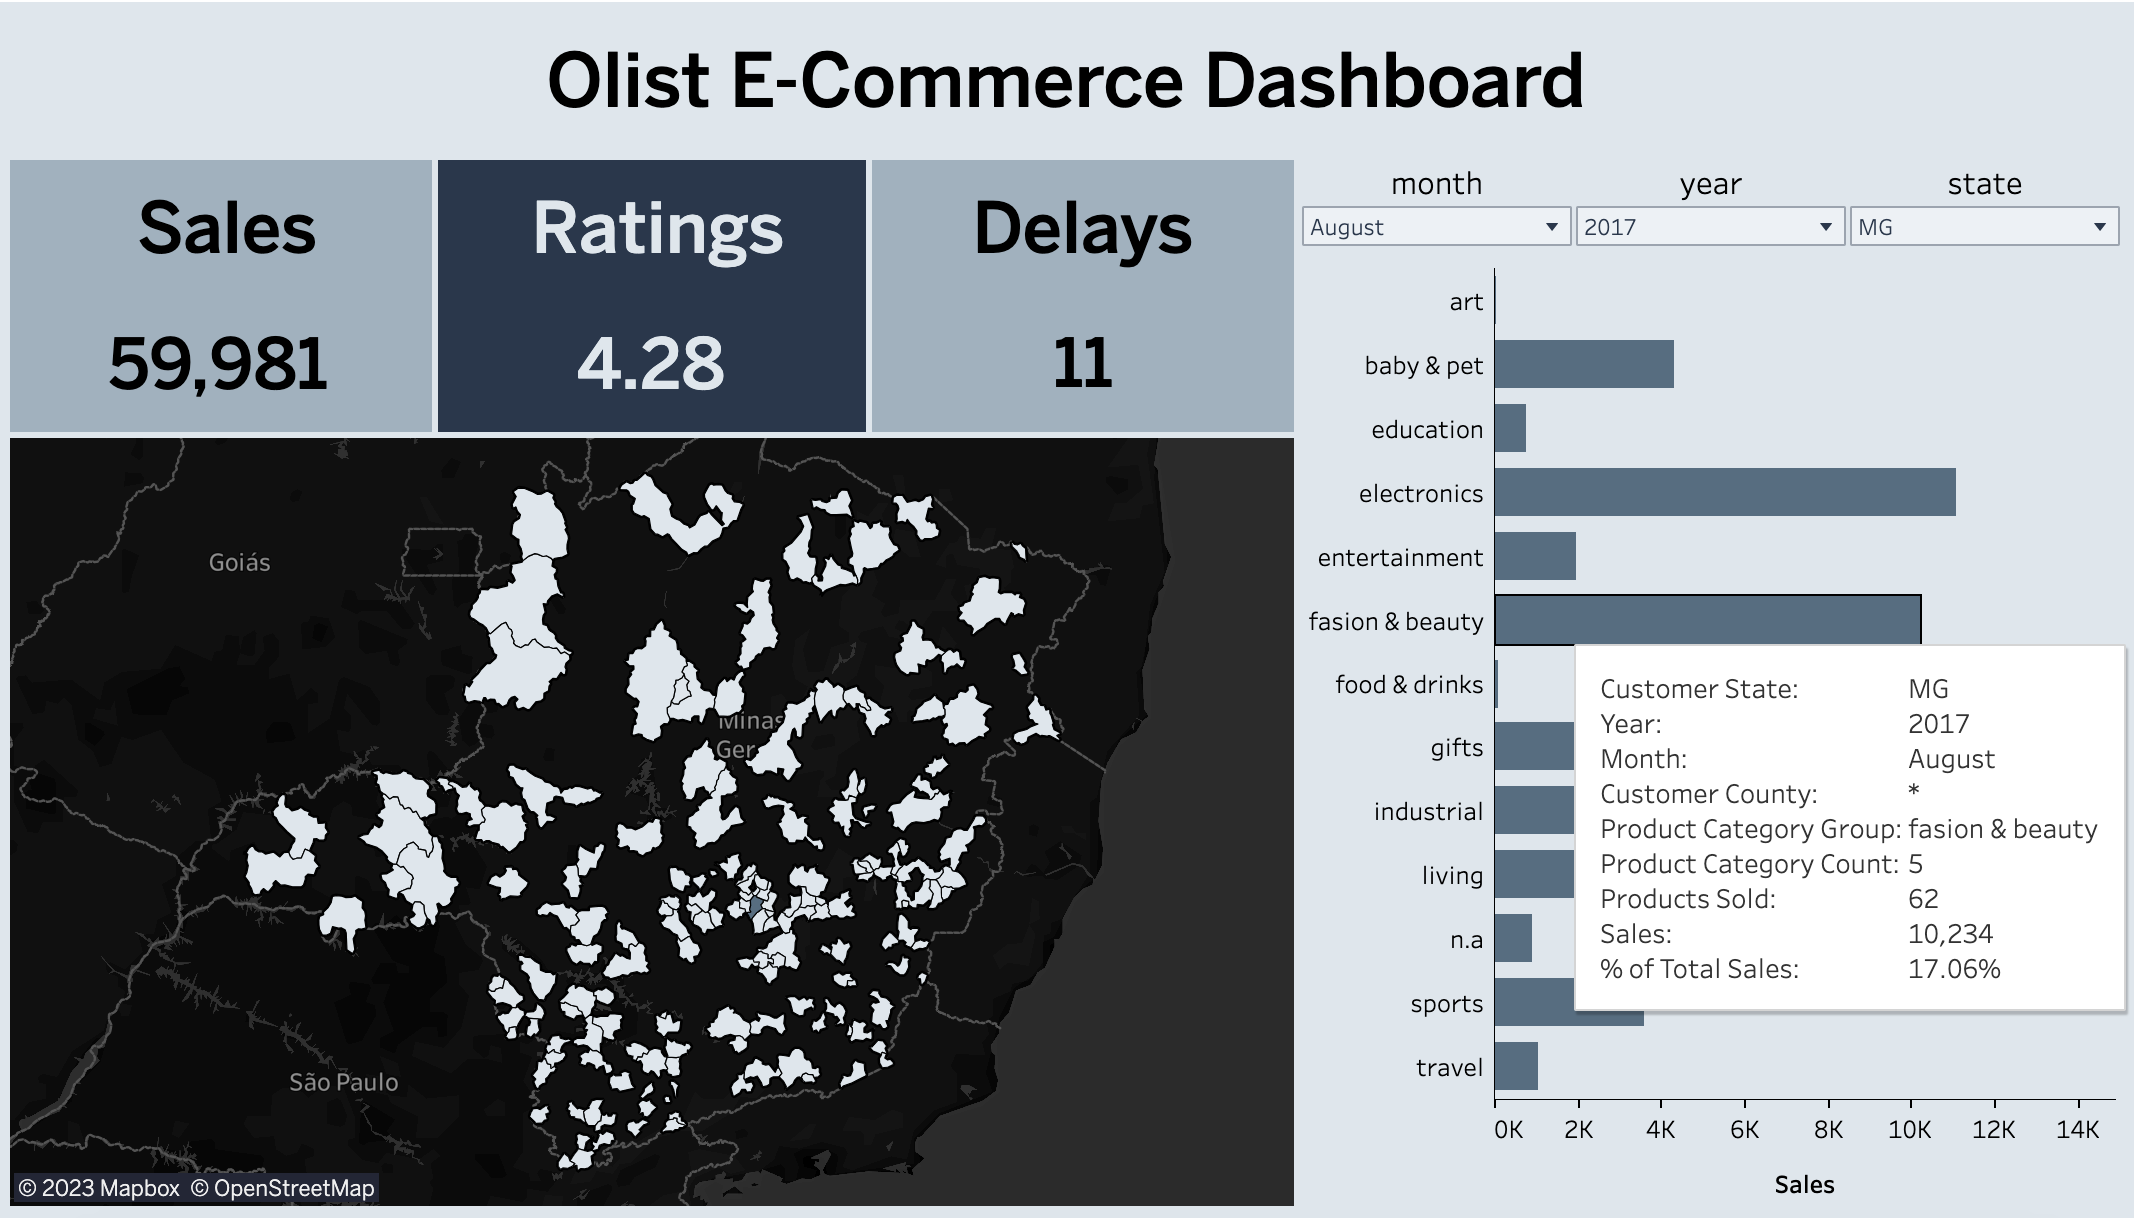 Olist E-Commerce Dashboard
Sales
59,981
Ratings
4.28
Delays
11
month
year
state
August
2017
MG
Goiás
Minas
Ger
São Paulo
© 2023 Mapbox © OpenStreetMap
art
baby & pet
education
electronics
entertainment
fasion & beauty
food & drinks
gifts
industrial
living
n.a
sports
travel
Customer State: MG
Year: 2017
Month: August
Customer County: *
Product Category Group: fasion & beauty
Product Category Count: 5
Products Sold: 62
Sales: 10,234
% of Total Sales: 17.06%
0K 2K 4K 6K 8K 10K 12K 14K
Sales